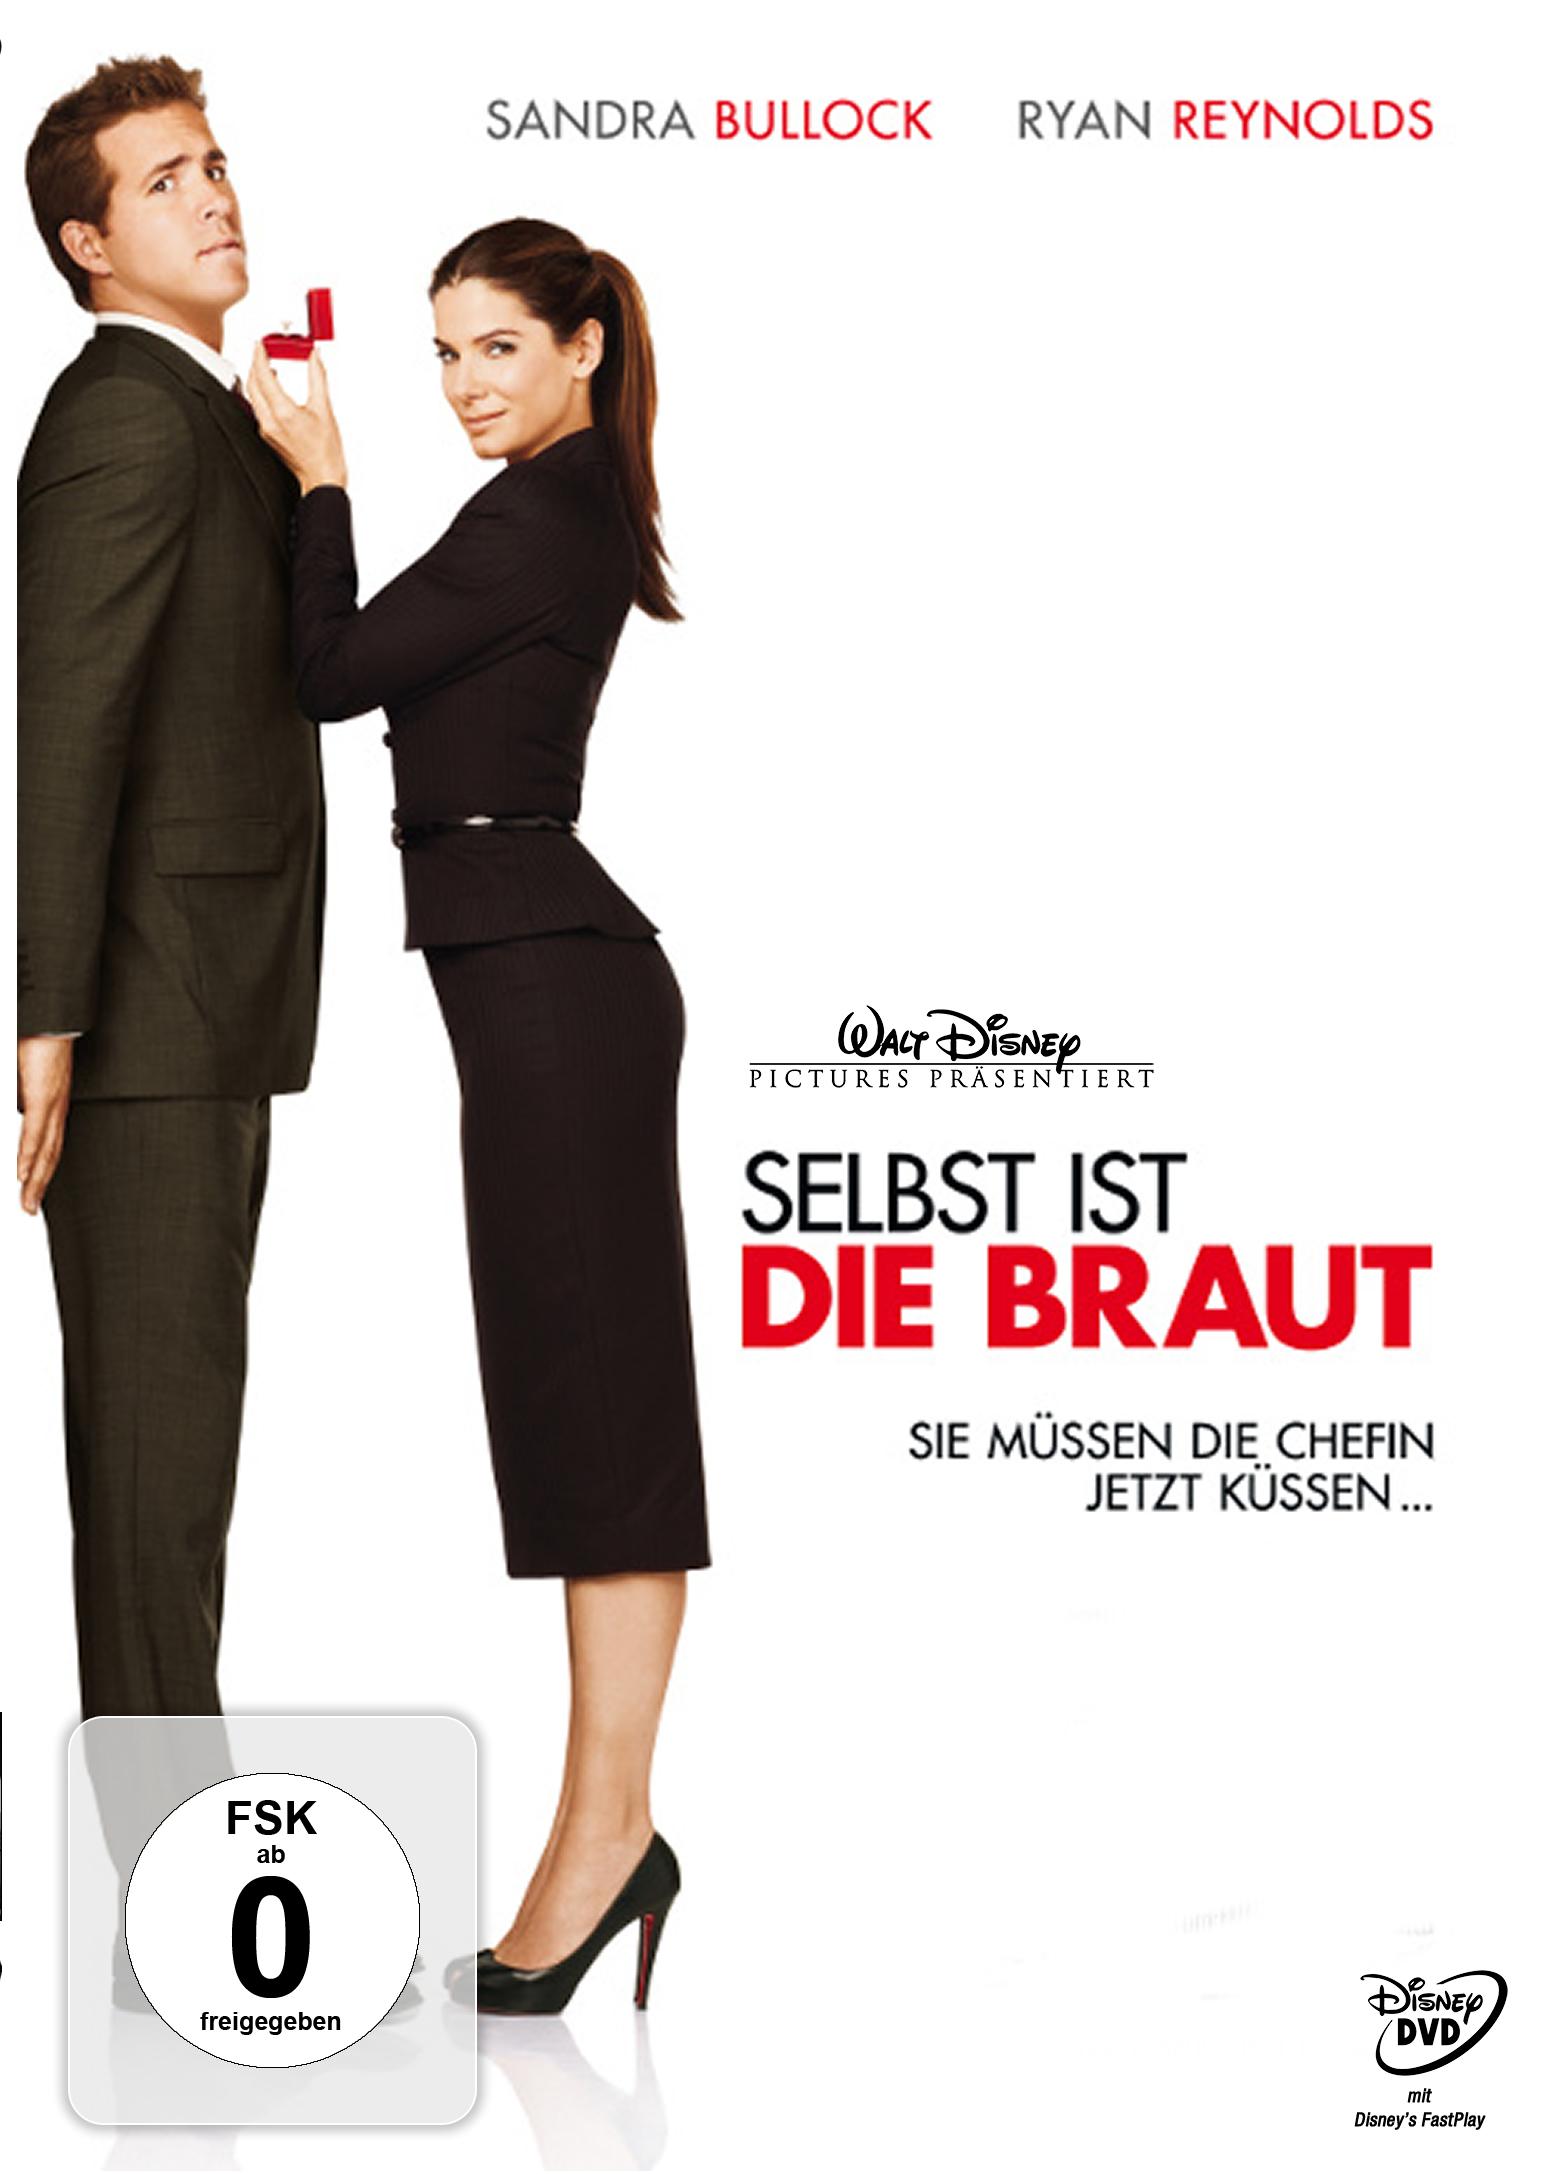 SANDRA BULLOCK RYAN REYNOLDS
WALT DISNEY
PICTURES PRÄSENTIERT
SELBST IST
DIE BRAUT
SIE MÜSSEN DIE CHEFIN
JETZT KÜSSEN...
FSK
ab
0
freigegeben
DISNEY
DVD
mit
Disney's FastPlay